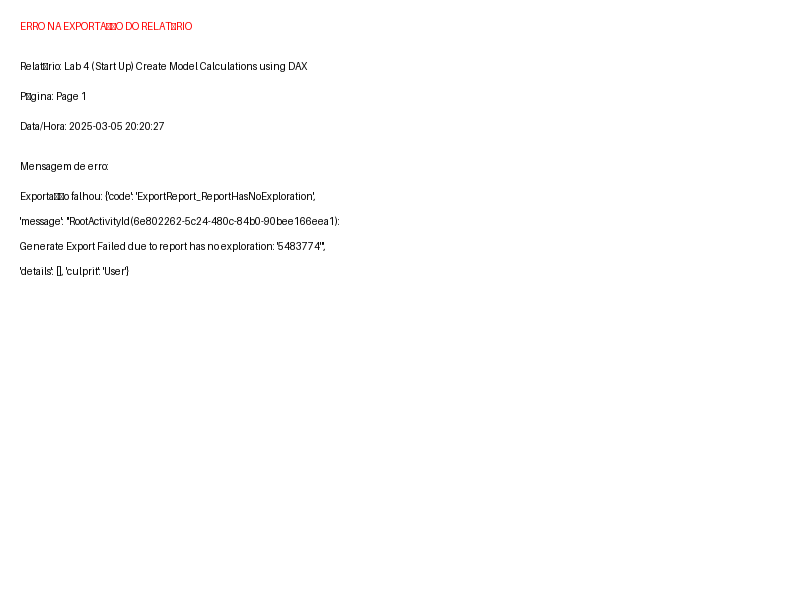 ERRO NA EXPORTA□□O DO RELAT□RIO
Relat□rio: Lab 4 (Start Up) Create Model Calculations using DAX
P□gina: Page 1
Data/Hora: 2025-03-05 20:20:27
Mensagem de erro:
Exporta□□o falhou: {'code': 'ExportReport_ReportHasNoExploration',
'message': "RootActivityId(6e802262-5c24-480c-84b0-90bee166eea1):
Generate Export Failed due to report has no exploration: '5483774'",
'details': [], 'culprit': 'User'}